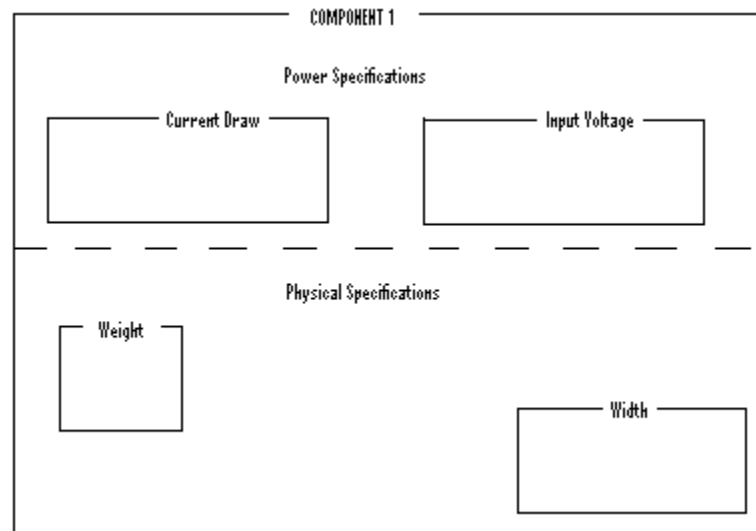 COMPONENT 1
Power Specifications
Current Draw
Input Voltage
Physical Specifications
Weight
Width